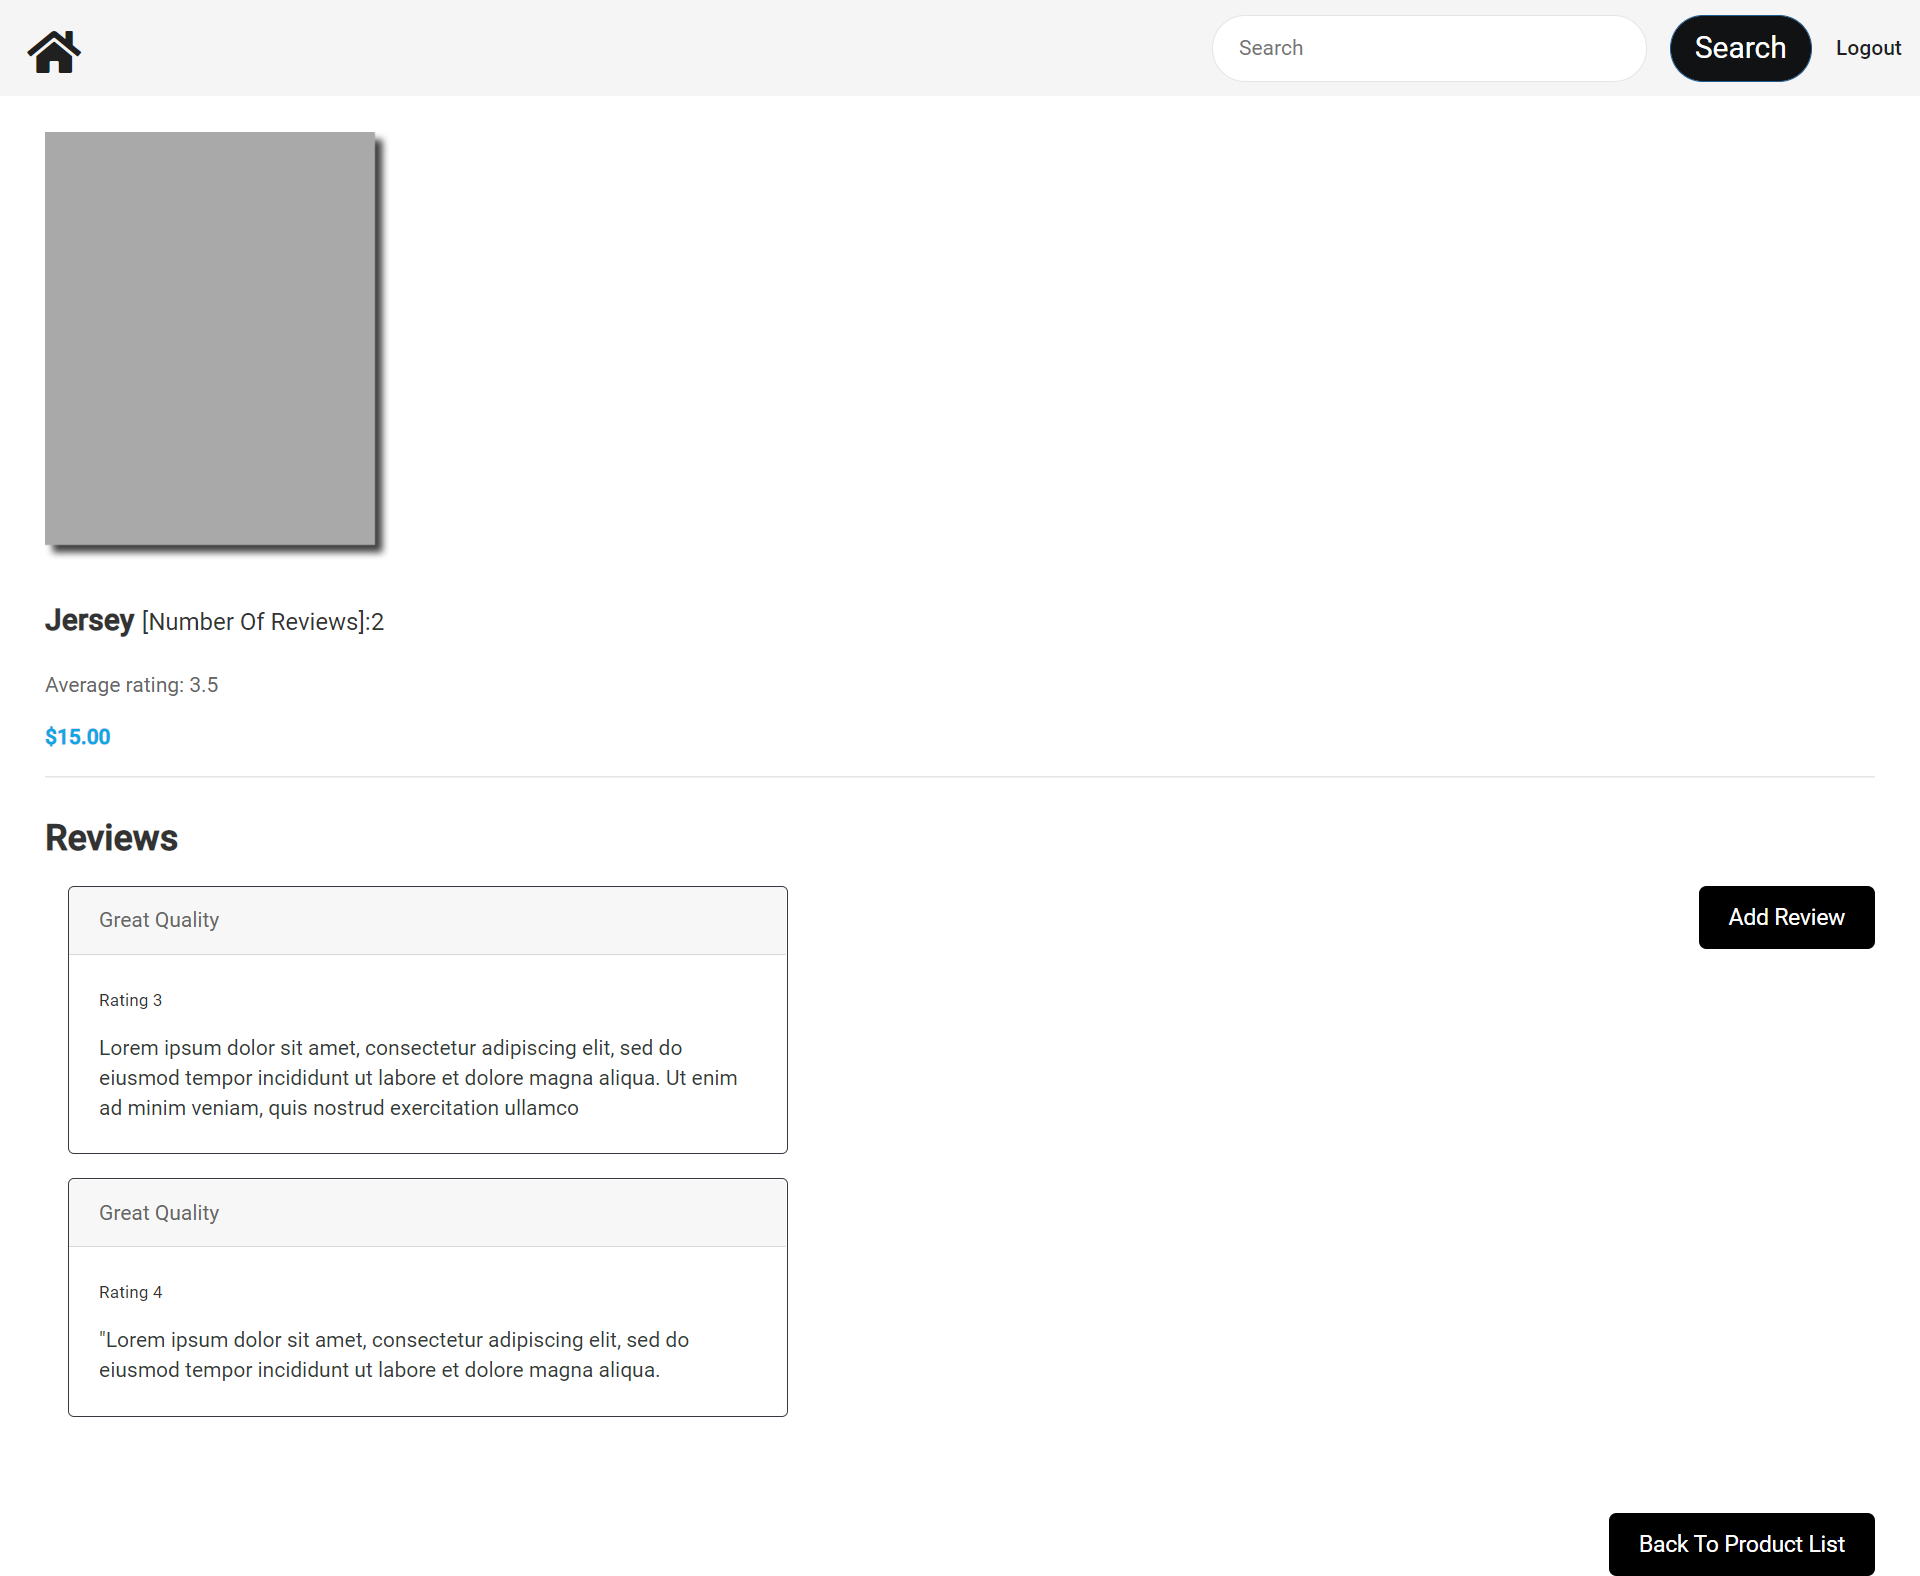 Search
Search
Logout
Jersey [Number Of Reviews]:2
Average rating: 3.5
$15.00
Reviews
Great Quality
Rating 3
Lorem ipsum dolor sit amet, consectetur adipiscing elit, sed do
eiusmod tempor incididunt ut labore et dolore magna aliqua. Ut enim
ad minim veniam, quis nostrud exercitation ullamco
Add Review
Great Quality
Rating 4
"Lorem ipsum dolor sit amet, consectetur adipiscing elit, sed do
eiusmod tempor incididunt ut labore et dolore magna aliqua.
Back To Product List